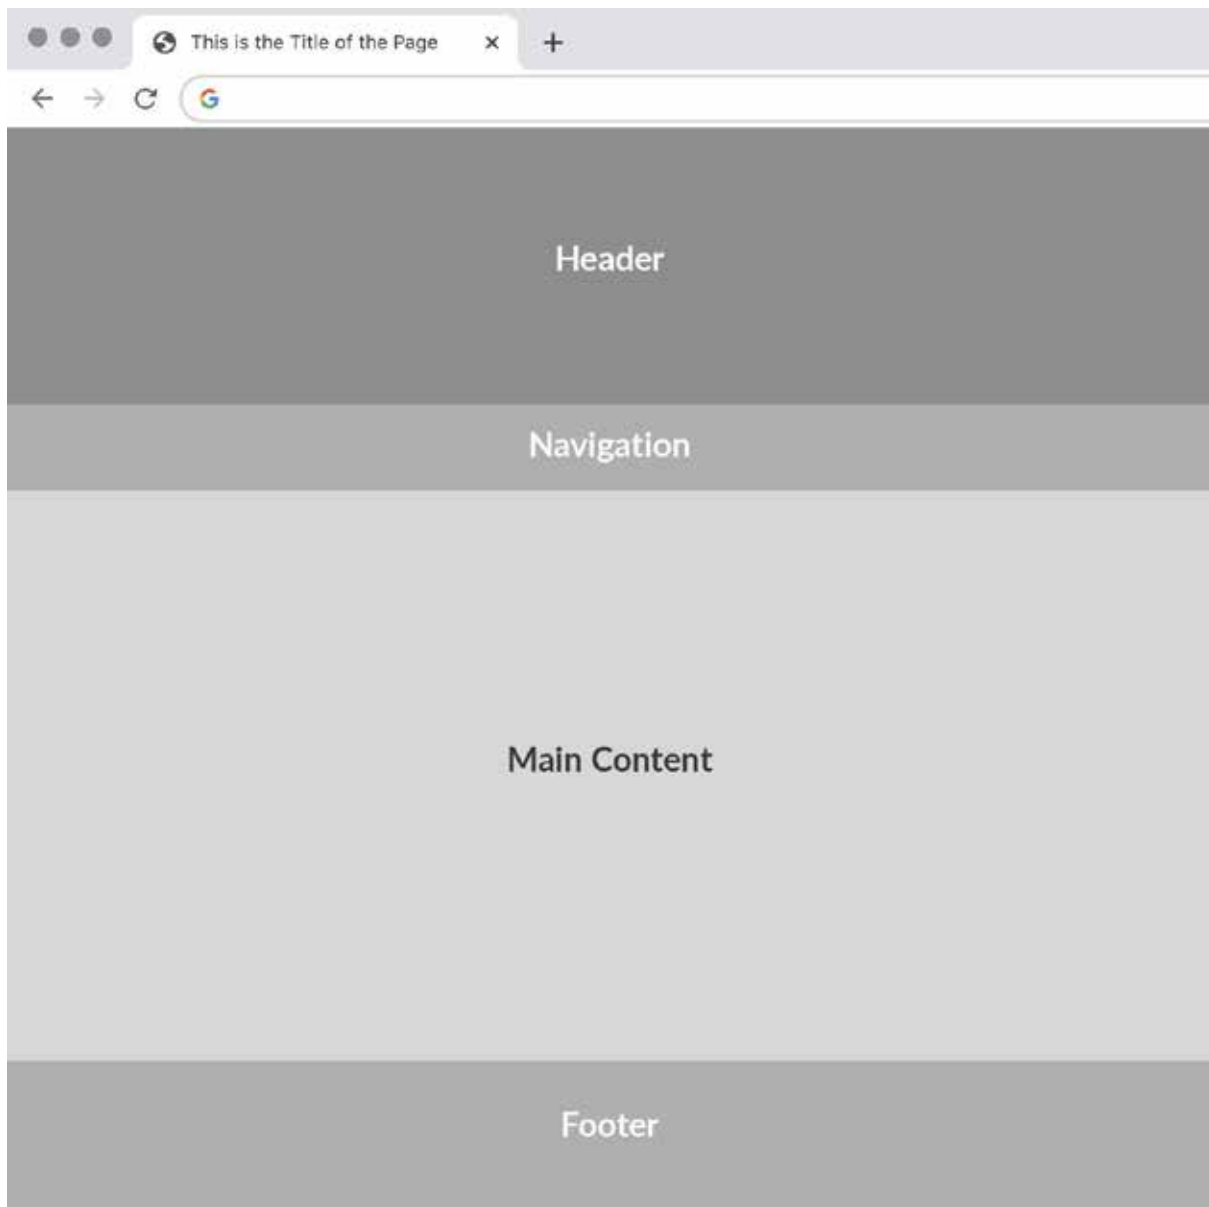 This is the Title of the Page
Header
Navigation
Main Content
Footer